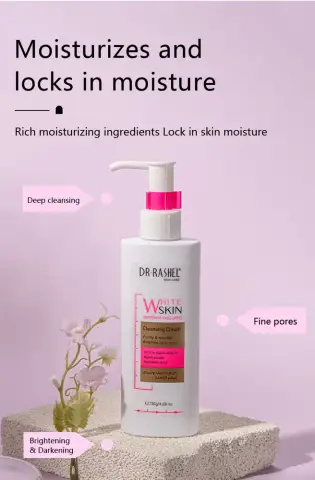 Moisturizes and
locks in moisture
Rich moisturizing ingredients Lock in skin moisture
Deep cleansing
DR·RASHEL
WHITE
SKIN
Cleansing Cream
Fine pores
Brightening
& Darkening